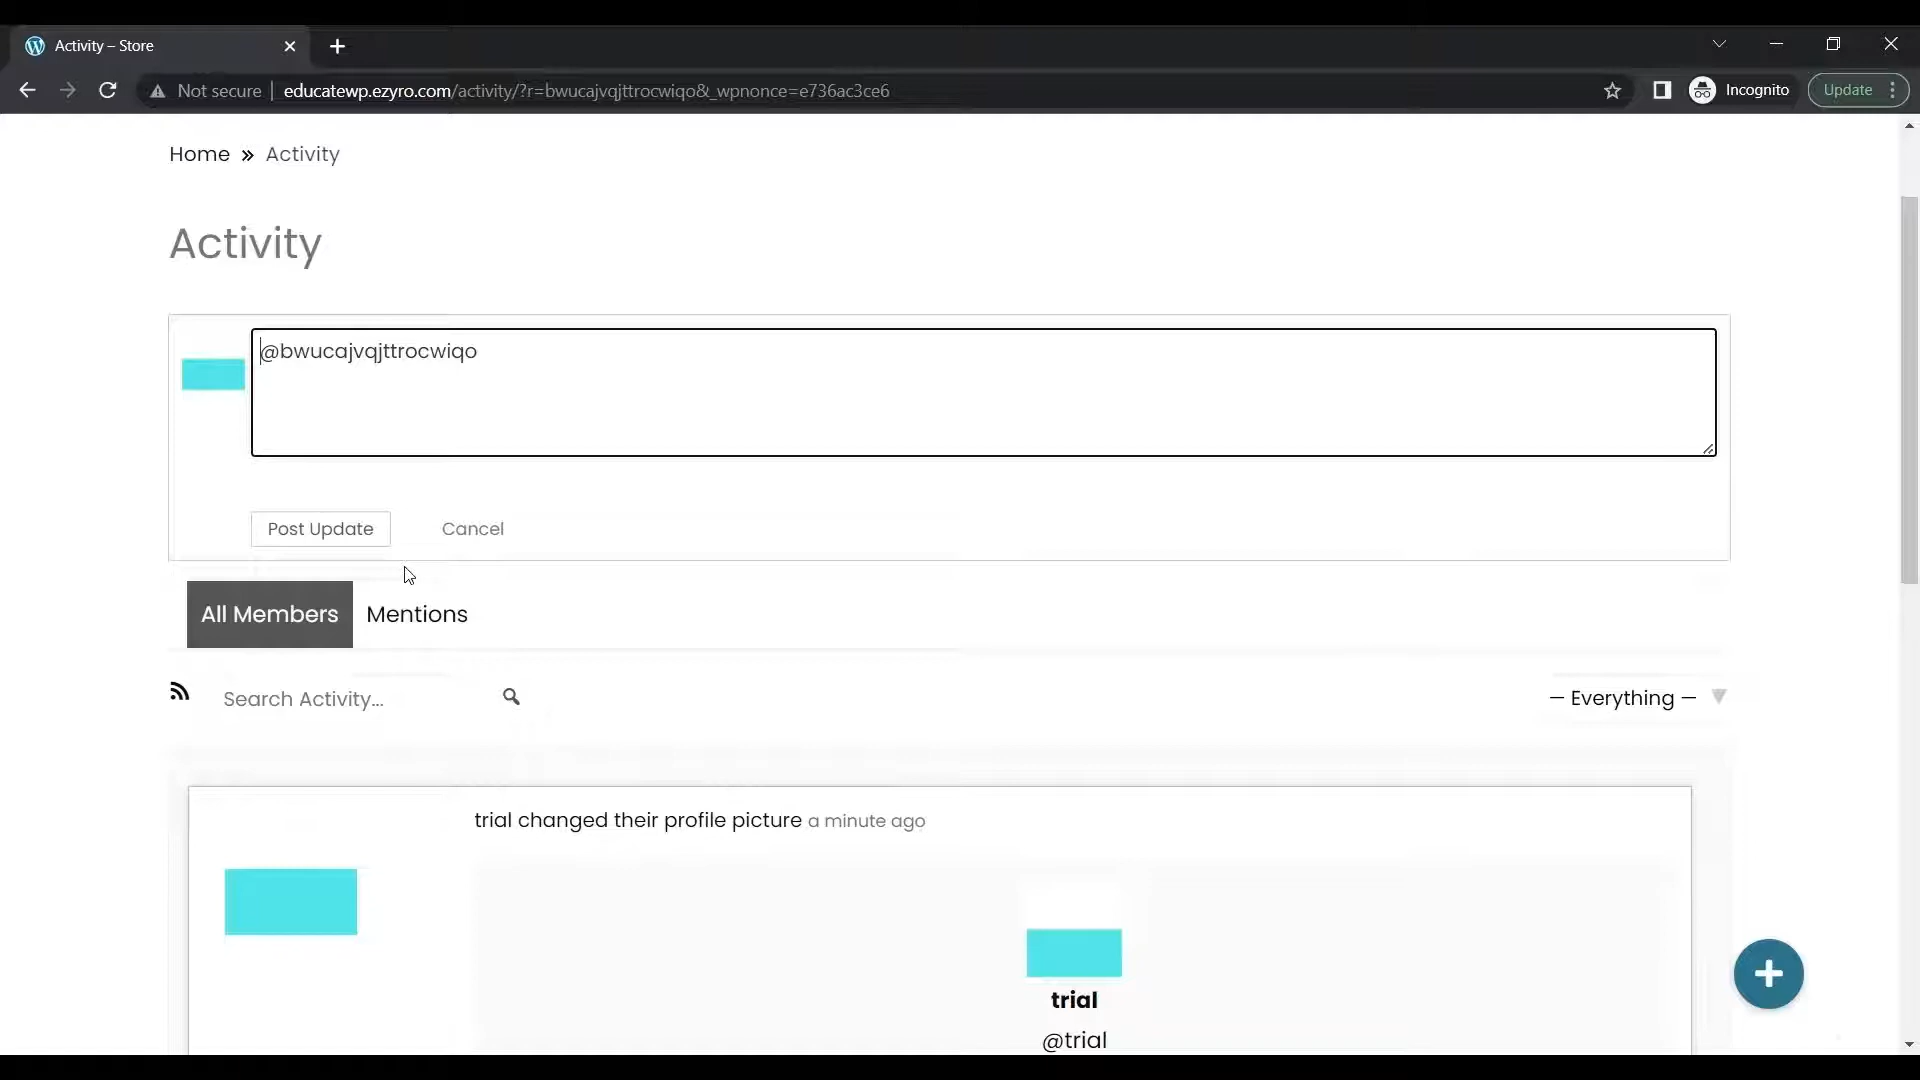 Activity – Store
Not secure educatewp.ezyro.com/activity/?r=bwucajvqjttrocwiqo&_wpnonce=e736ac3ce6 Incognito Update
Home » Activity
Activity
@bwucajvqjttrocwiqo
Post Update Cancel
All Members Mentions
Search Activity... — Everything —
trial changed their profile picture a minute ago
trial
@trial